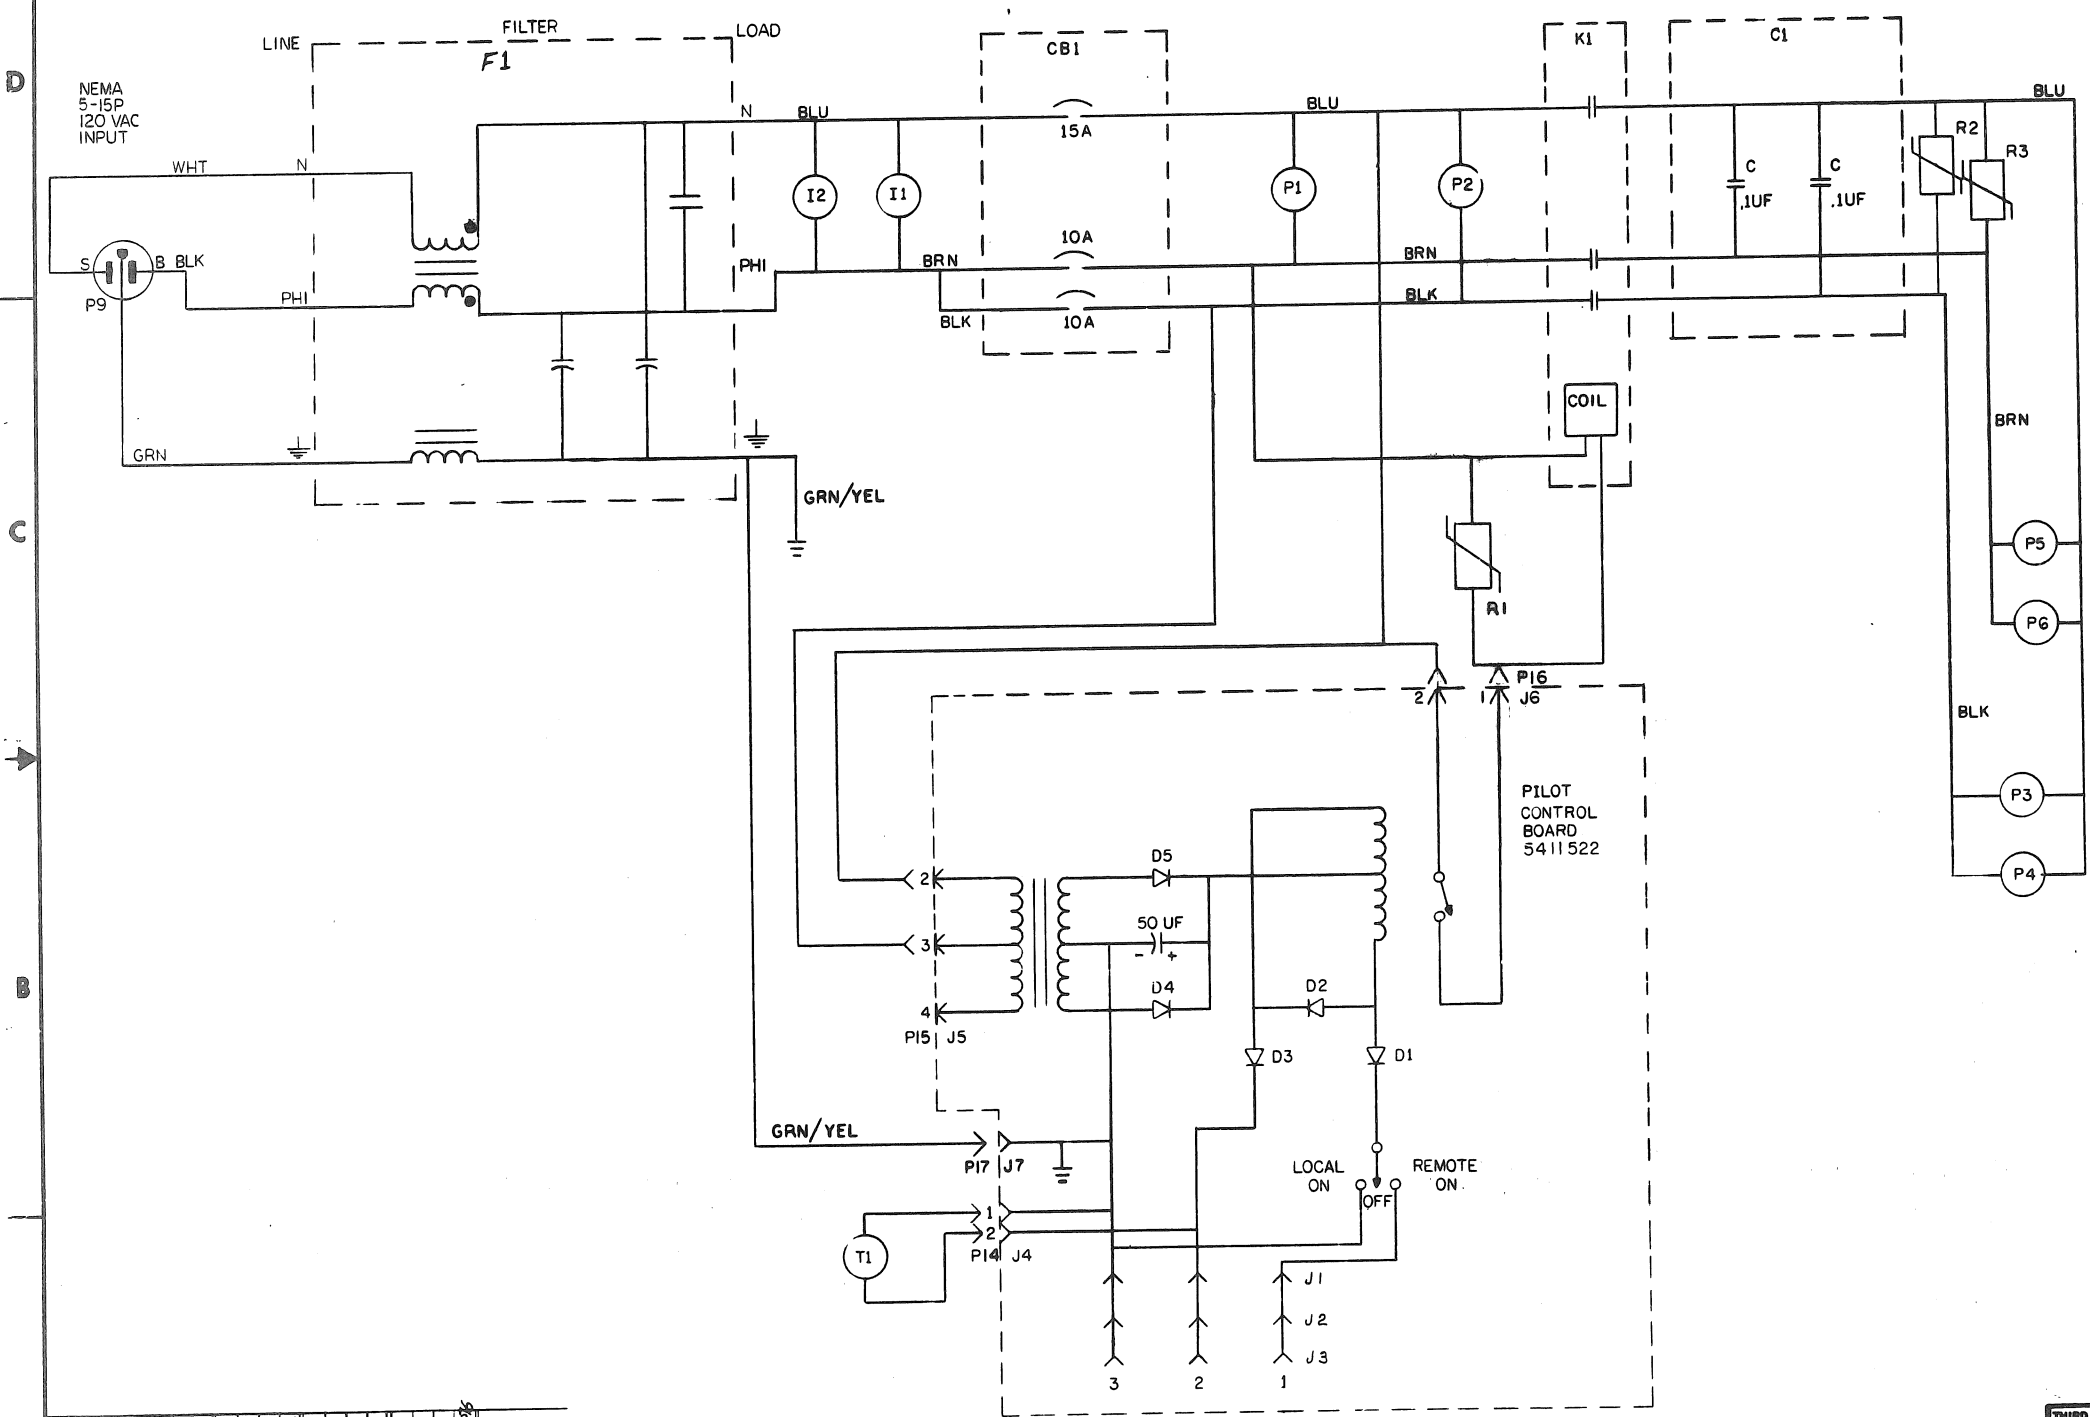 FILTER
LINE
LOAD
F1
CB1
K1
C1
D
NEMA
5-15P
120 VAC
INPUT
N
BLU
BLU
BLU
15A
R2
R3
WHT
N
I2
I1
P1
P2
C
.1UF
C
.1UF
S
B
BLK
PHI
BRN
10A
BRN
P9
PHI
BLK
10A
BLK
COIL
BRN
GRN
GRN/YEL
C
P5
R1
P6
P16
2
1
J6
BLK
PILOT
CONTROL
BOARD
5411522
P3
D5
2
P4
50 UF
3
-
+
B
D4
D2
4
P15
J5
D3
D1
GRN/YEL
P17
J7
LOCAL
ON
REMOTE
ON
OFF
1
2
P14
J4
T1
J1
J2
J3
3
2
1